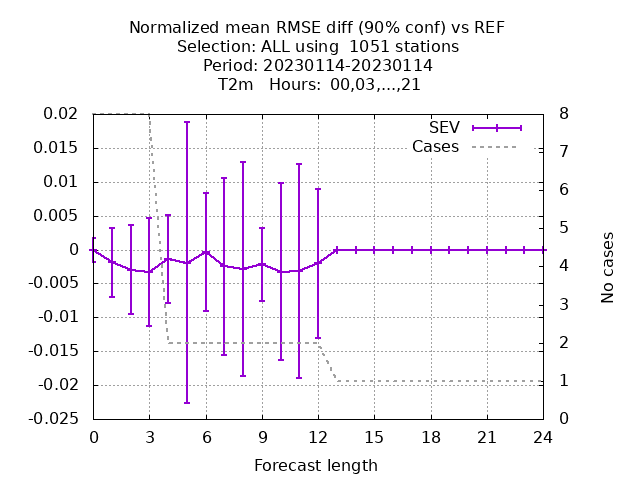 Normalized mean RMSE diff (90% conf) vs REF
Selection: ALL using  1051 stations
Period: 20230114-20230114
T2m   Hours:  00,03,...,21
SEV
Cases
0.02
0.015
0.01
0.005
0
-0.005
-0.01
-0.015
-0.02
-0.025
8
7
6
5
4
3
2
1
0
No cases
0 3 6 9 12 15 18 21 24
Forecast length